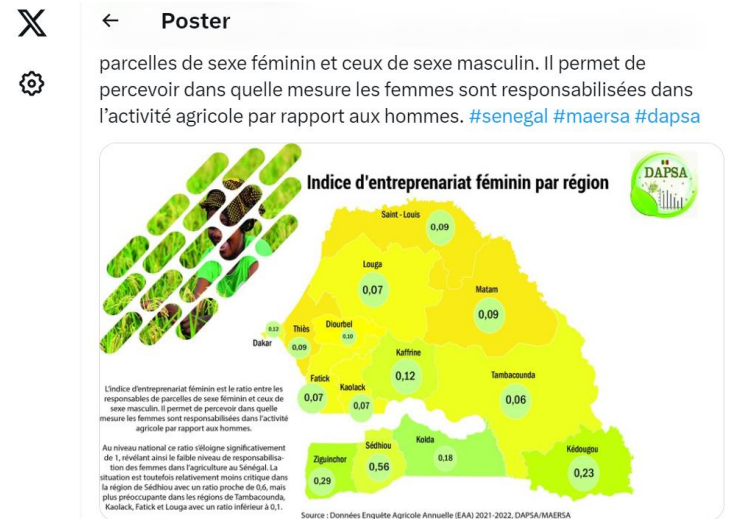 Poster
parcelles de sexe féminin et ceux de sexe masculin. Il permet de
percevoir dans quelle mesure les femmes sont responsabilisées dans
l'activité agricole par rapport aux hommes. #senegal #maersa #dapsa
Indice d'entreprenariat féminin par région
DAPSA
Saint - Louis
0,09
Louga
0,07
Matam
0,09
Dakar
0,12
Thiès
0,09
Diourbel
0,10
Kaffrine
0,12
Fatick
0,07
Kaolack
0,07
Tambacounda
0,06
Ziguinchor
0,29
Sédhiou
0,56
Kolda
0,18
Kédougou
0,23
L'indice d'entreprenariat féminin est le ratio entre les
responsables de parcelles de sexe féminin et ceux de
sexe masculin. Il permet de percevoir dans quelle
mesure les femmes sont responsabilisées dans l'activité
agricole par rapport aux hommes.
Au niveau national ce ratio s'éloigne significativement
de 1, révélant ainsi le faible niveau de responsabilisa-
tion des femmes dans l'agriculture au Sénégal. La
situation est toutefois relativement moins critique dans
la région de Sédhiou avec un ratio proche de 0,6, mais
plus préoccupante dans les régions de Tambacounda,
Kaolack, Fatick et Louga avec un ratio inférieur à 0,1.
Source : Données Enquête Agricole Annuelle (EAA) 2021-2022, DAPSA/MAERSA